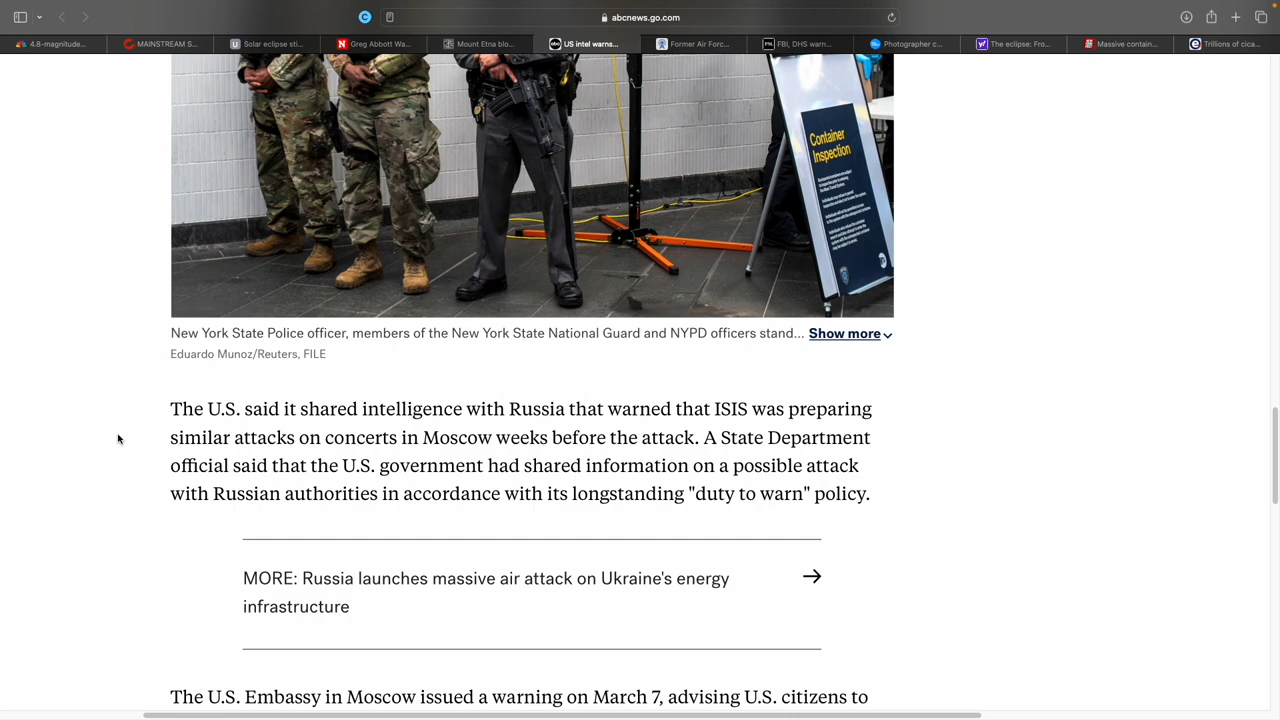 abcnews.go.com
4.8-magnitude...
MAINSTREAM S...
Solar eclipse sti...
Greg Abbott Wa...
Mount Etna blo...
US intel warns...
Former Air Forc...
FBI, DHS warn...
Photographer c...
The eclipse: Fro...
Massive contain...
Trillions of cica...
Container
Inspection
New York State Police officer, members of the New York State National Guard and NYPD officers stand... Show more
Eduardo Munoz/Reuters, FILE
The U.S. said it shared intelligence with Russia that warned that ISIS was preparing
similar attacks on concerts in Moscow weeks before the attack. A State Department
official said that the U.S. government had shared information on a possible attack
with Russian authorities in accordance with its longstanding "duty to warn" policy.
MORE: Russia launches massive air attack on Ukraine's energy
infrastructure
The U.S. Embassy in Moscow issued a warning on March 7, advising U.S. citizens to